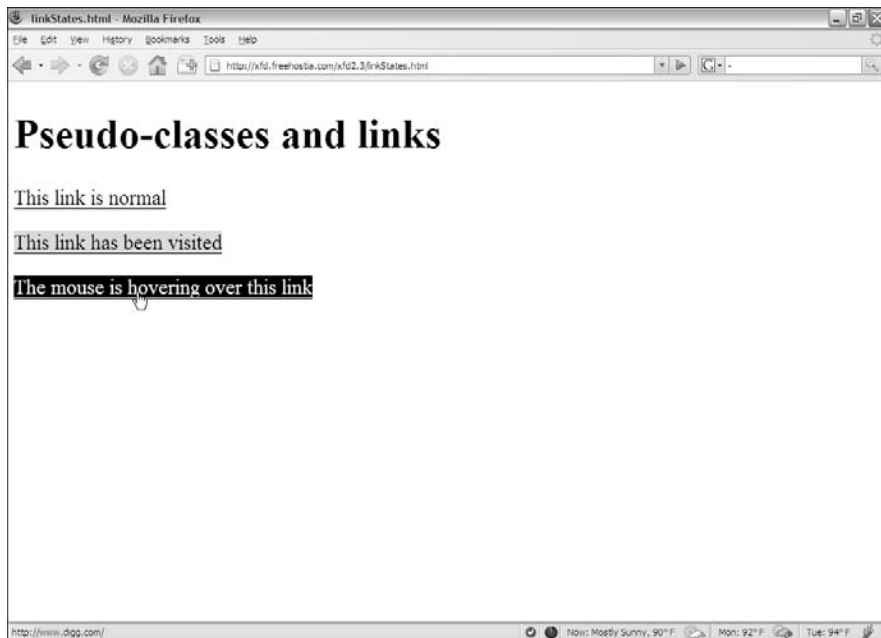 linkStates.html - Mozilla Firefox
File Edit View History Bookmarks Tools Help
http://xfd.freehostia.com/xfd2.3/linkStates.html G -
Pseudo-classes and links
This link is normal
This link has been visited
The mouse is hovering over this link
http://www.digg.com/ Now: Mostly Sunny, 90° F Mon: 92° F Tue: 94° F